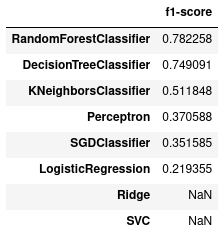 f1-score
RandomForestClassifier 0.782258
DecisionTreeClassifier 0.749091
KNeighborsClassifier 0.511848
Perceptron 0.370588
SGDClassifier 0.351585
LogisticRegression 0.219355
Ridge NaN
SVC NaN